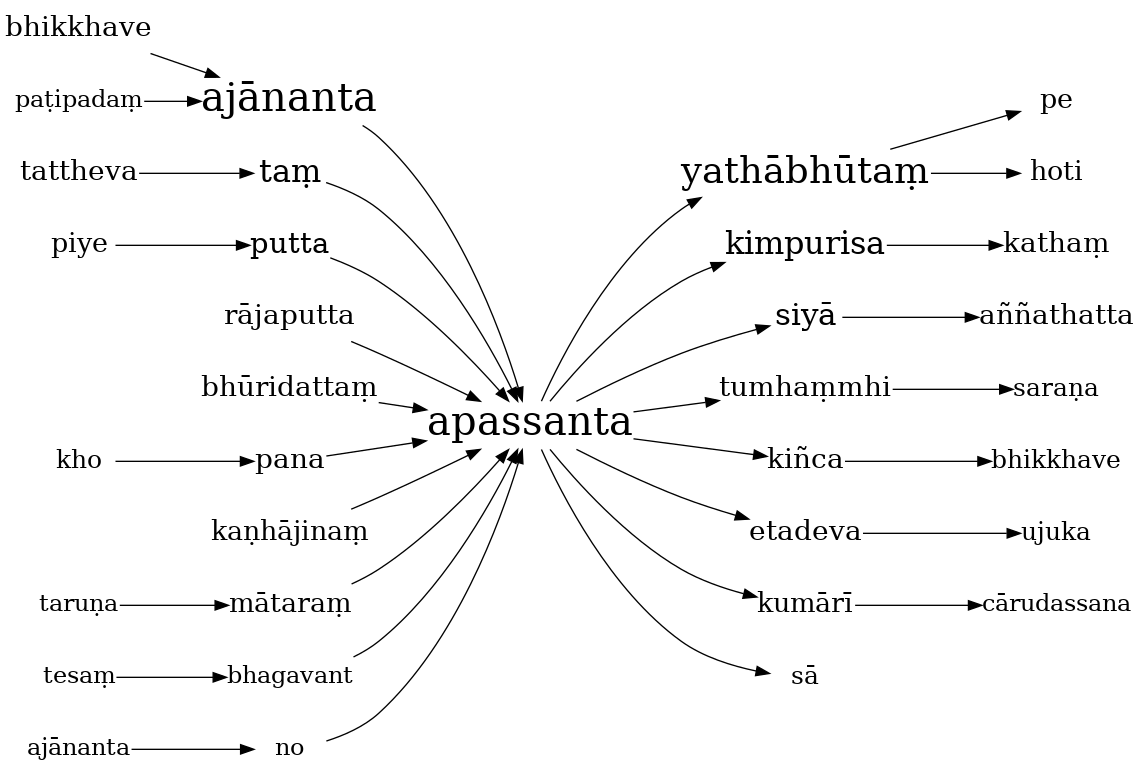 bhikkhave
paṭipadaṃ ajānanta pe
tattheva taṃ yathābhūtaṃ hoti
piye putta kimpurisa kathaṃ
rājaputta siyā aññathatta
bhūridattaṃ tumhaṃmhi saraṇa
apassanta
kho pana kiñca bhikkhave
kaṇhājinaṃ etadeva ujuka
taruṇa mātaraṃ kumārī cārudassana
tesaṃ bhagavant sā
ajānanta no